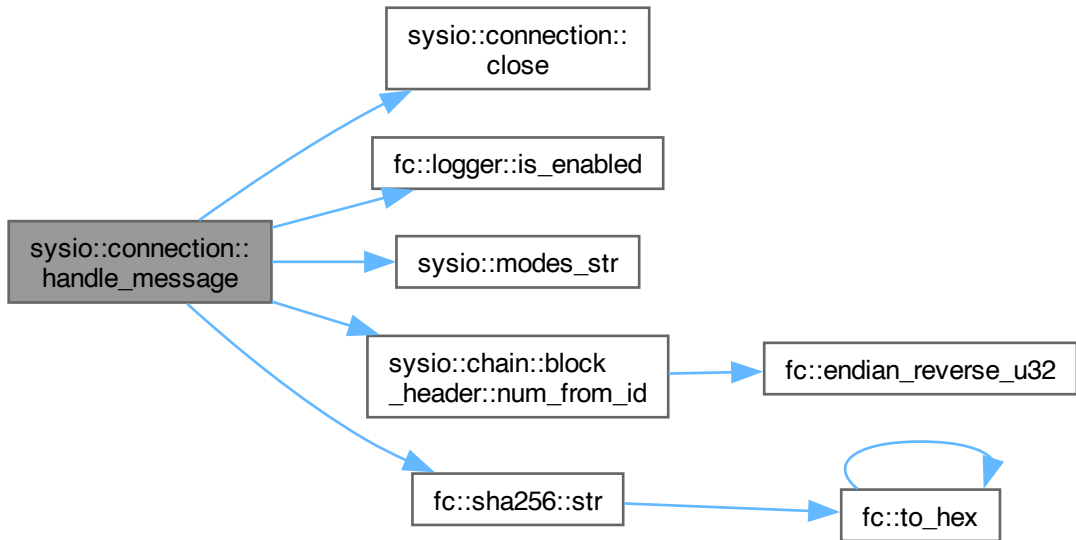 sysio::connection::
close
fc::logger::is_enabled
sysio::connection::
handle_message
sysio::modes_str
sysio::chain::block
_header::num_from_id
fc::endian_reverse_u32
fc::sha256::str
fc::to_hex